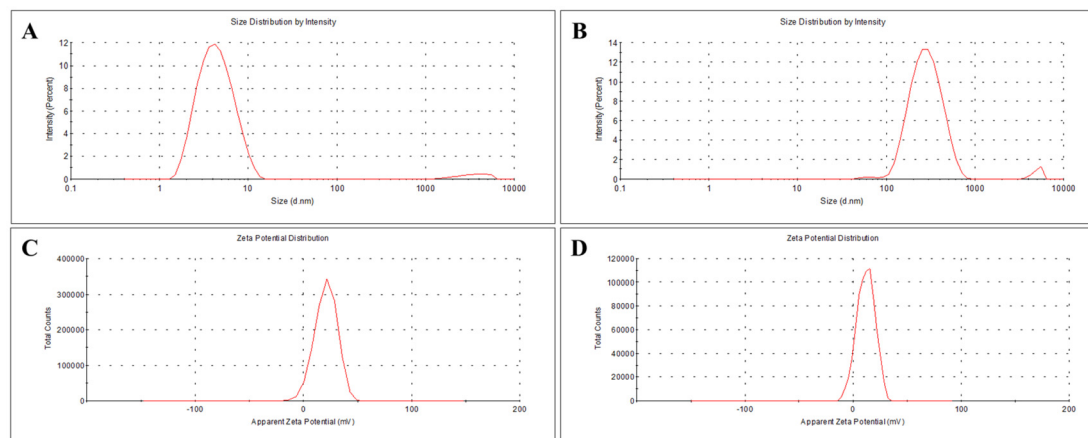 A
Size Distribution by Intensity
Intensity (Percent)
12
10
8
6
4
2
0
0.1 1 10 100 1000 10000
Size (d.nm)
B
Size Distribution by Intensity
Intensity (Percent)
14
12
10
8
6
4
2
0
0.1 1 10 100 1000 10000
Size (d.nm)
C
Zeta Potential Distribution
Total Counts
400000
300000
200000
100000
0
-100 0 100 200
Apparent Zeta Potential (mV)
D
Zeta Potential Distribution
Total Counts
120000
100000
80000
60000
40000
20000
0
-100 0 100 200
Apparent Zeta Potential (mV)